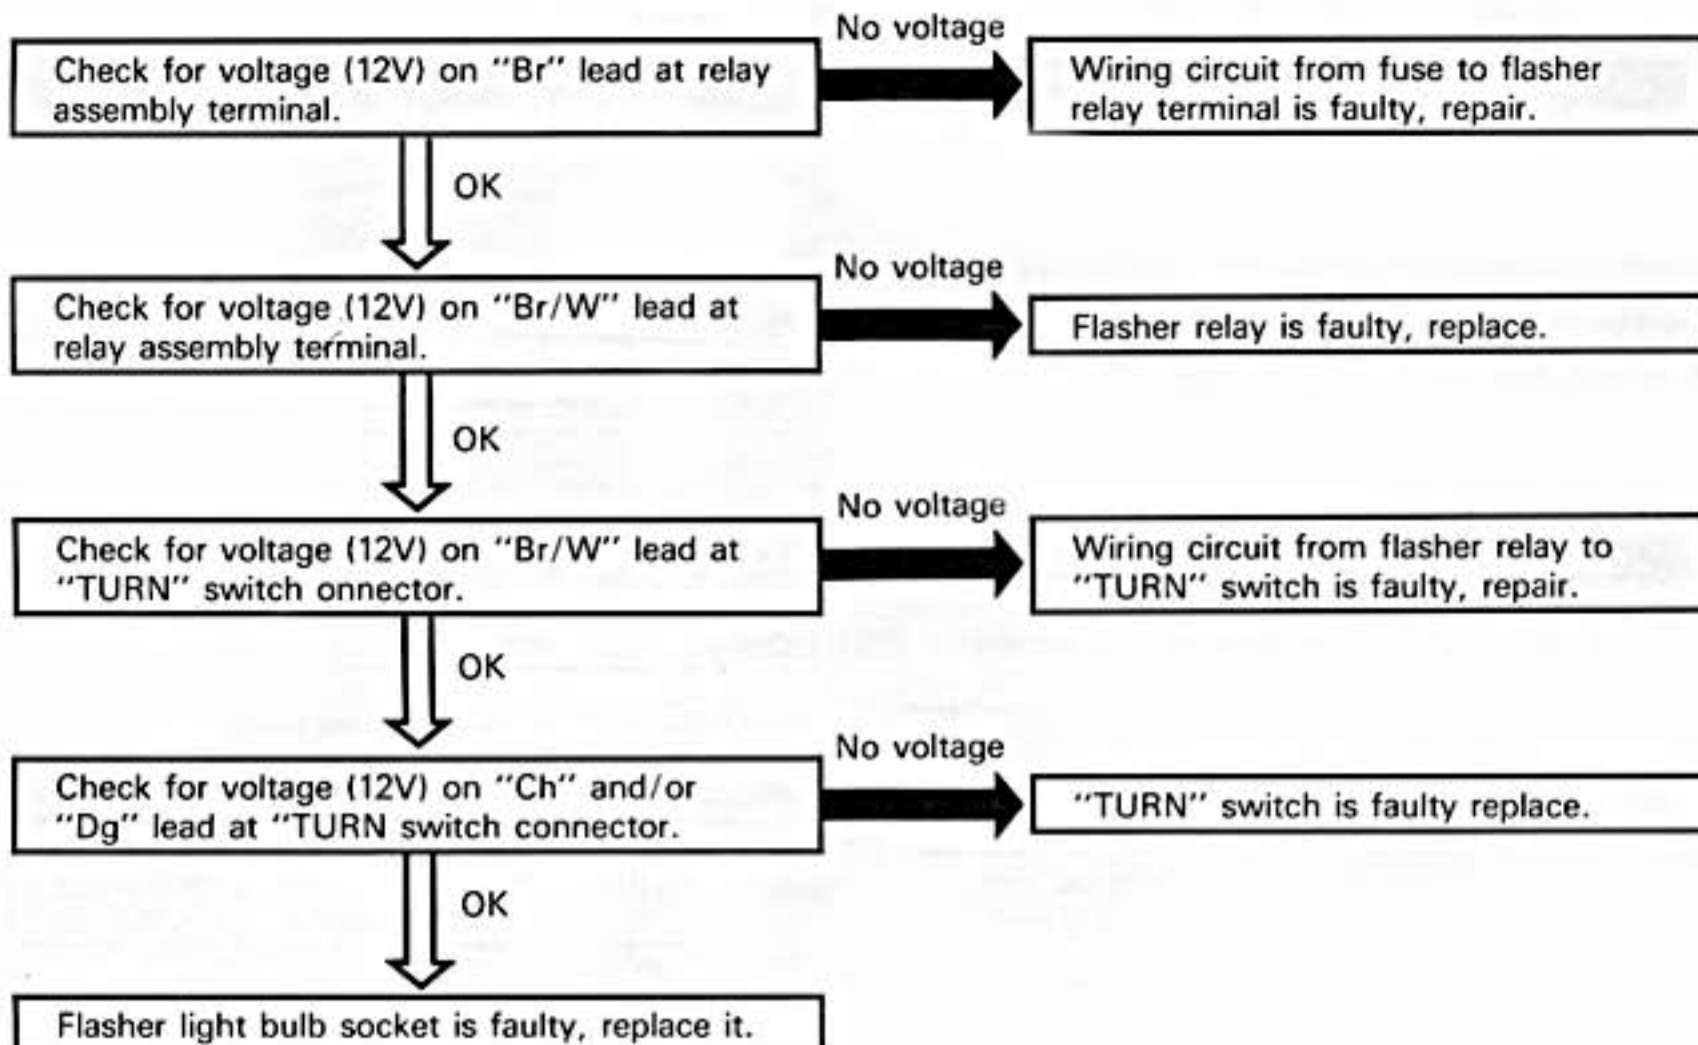 No voltage
Check for voltage (12V) on "Br" lead at relay
assembly terminal.
Wiring circuit from fuse to flasher
relay terminal is faulty, repair.
OK
No voltage
Check for voltage (12V) on "Br/W" lead at
relay assembly terminal.
Flasher relay is faulty, replace.
OK
No voltage
Check for voltage (12V) on "Br/W" lead at
"TURN" switch onnector.
Wiring circuit from flasher relay to
"TURN" switch is faulty, repair.
OK
No voltage
Check for voltage (12V) on "Ch" and/or
"Dg" lead at "TURN switch connector.
"TURN" switch is faulty replace.
OK
Flasher light bulb socket is faulty, replace it.